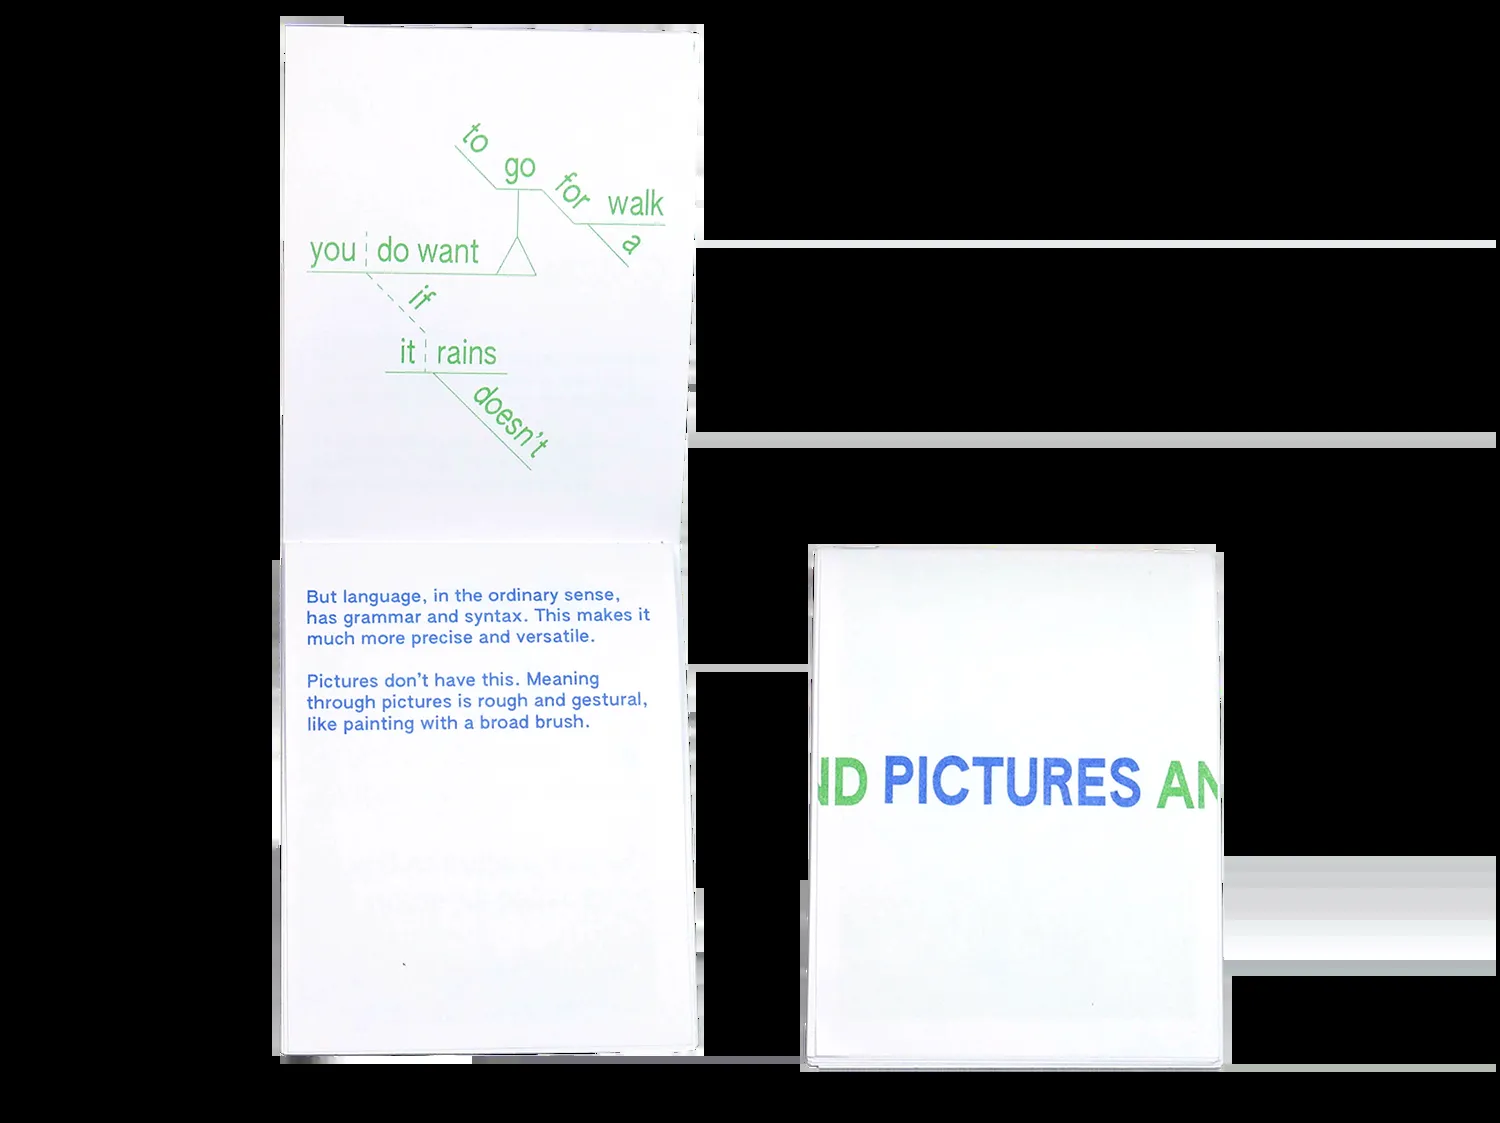 to
go
for
walk
a
you do want
if
it rains
doesn't
But language, in the ordinary sense,
has grammar and syntax. This makes it
much more precise and versatile.
Pictures don't have this. Meaning
through pictures is rough and gestural,
like painting with a broad brush.
ND PICTURES AN